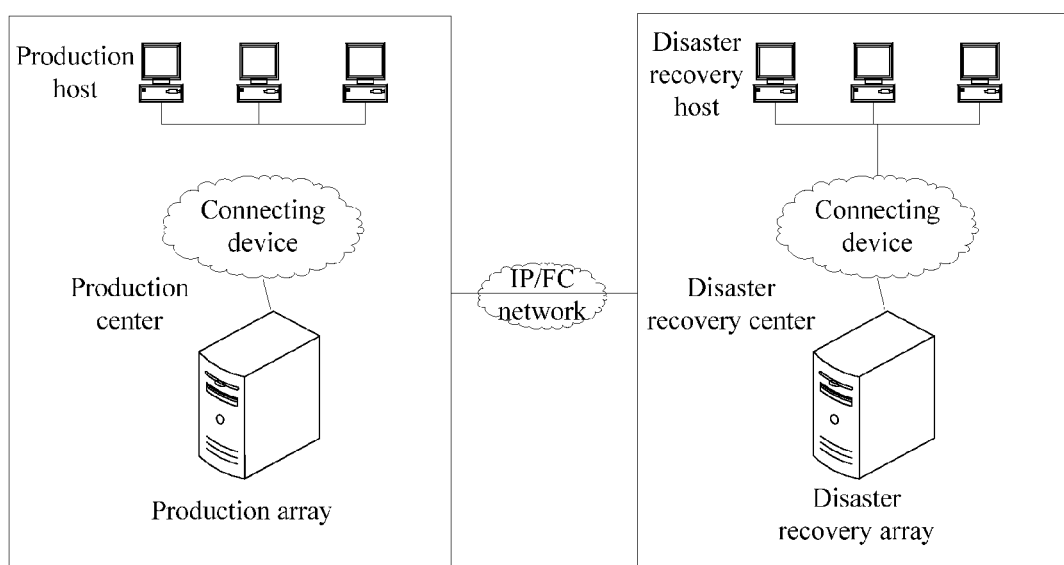 Production
host
Connecting
device
Production
center
Production array
IP/FC
network
Disaster
recovery
host
Connecting
device
Disaster
recovery center
Disaster
recovery array